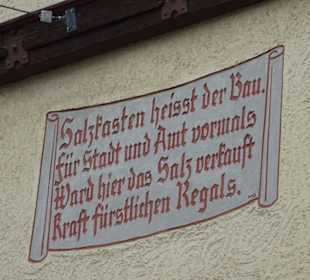 Salzkasten heisst der Bau.
Für Stadt und Amt vormals
Ward hier das Salz verkauft
Kraft fürstlichen Regals.